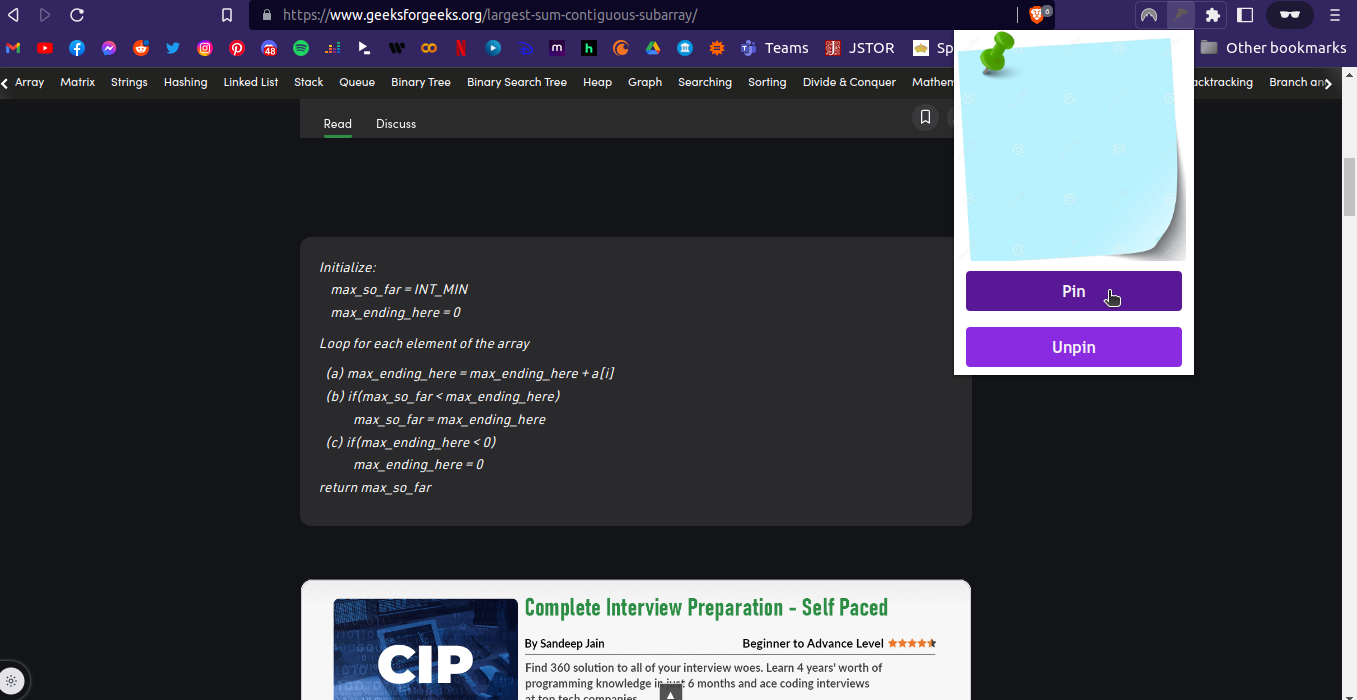 https://www.geeksforgeeks.org/largest-sum-contiguous-subarray/
6
48
Teams
JSTOR
Sp
Other bookmarks
Array Matrix Strings Hashing Linked List Stack Queue Binary Tree Binary Search Tree Heap Graph Searching Sorting Divide & Conquer Mathem acktracking Branch an
Read Discuss
Initialize:
max_so_far = INT_MIN
max_ending_here = 0
Loop for each element of the array
(a) max_ending_here = max_ending_here + a[i]
(b) if(max_so_far < max_ending_here)
max_so_far = max_ending_here
(c) if(max_ending_here < 0)
max_ending_here = 0
return max_so_far
Pin
Unpin
CIP
Complete Interview Preparation - Self Paced
By Sandeep Jain Beginner to Advance Level
Find 360 solution to all of your interview woes. Learn 4 years' worth of
programming knowledge in just 6 months and ace coding interviews
at top tech companies.